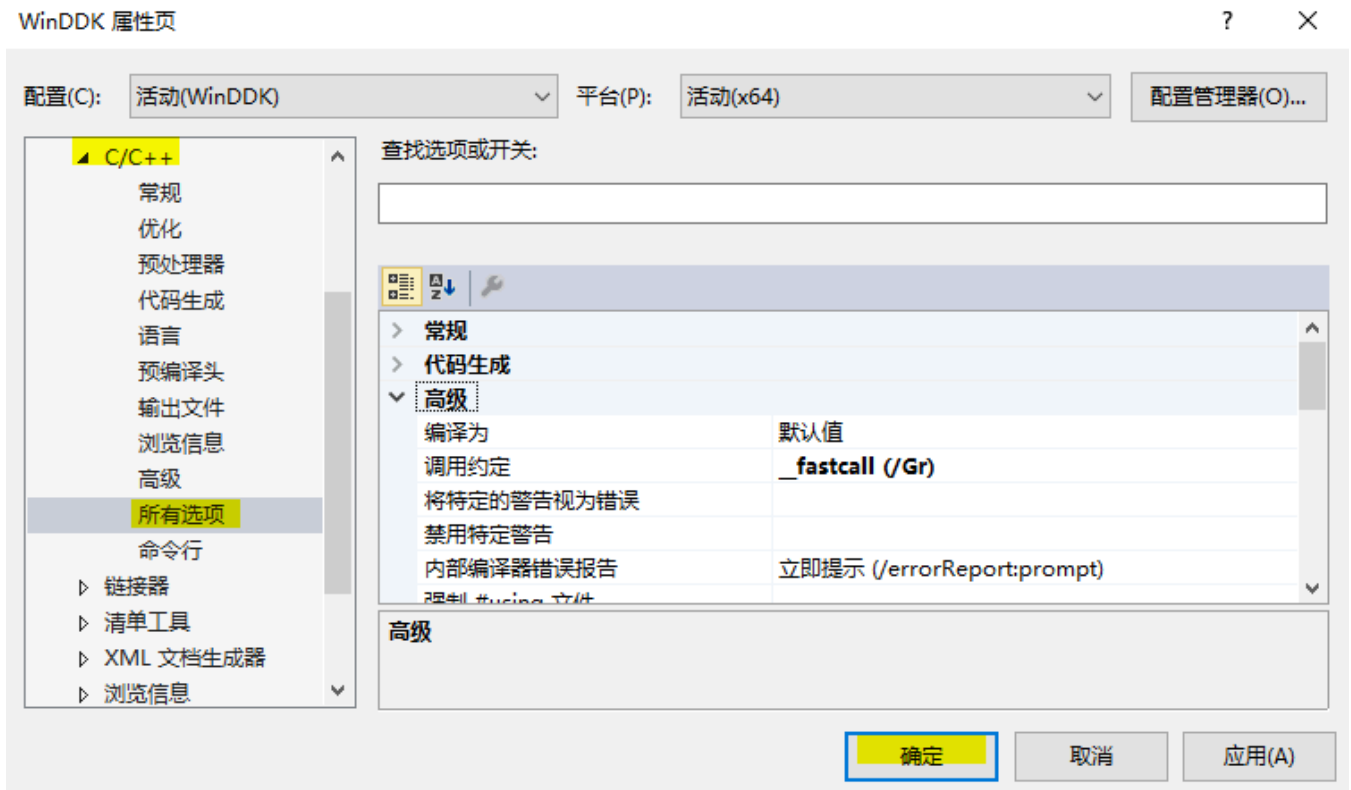 WinDDK 属性页
配置(C): 活动(WinDDK) 平台(P): 活动(x64) 配置管理器(O)...
C/C++
常规
优化
预处理器
代码生成
语言
预编译头
输出文件
浏览信息
高级
所有选项
命令行
链接器
清单工具
XML 文档生成器
浏览信息
查找选项或开关:
常规
代码生成
高级
编译为 默认值
调用约定 __fastcall (/Gr)
将特定的警告视为错误
禁用特定警告
内部编译器错误报告 立即提示 (/errorReport:prompt)
强制 #using 文件
高级
确定 取消 应用(A)